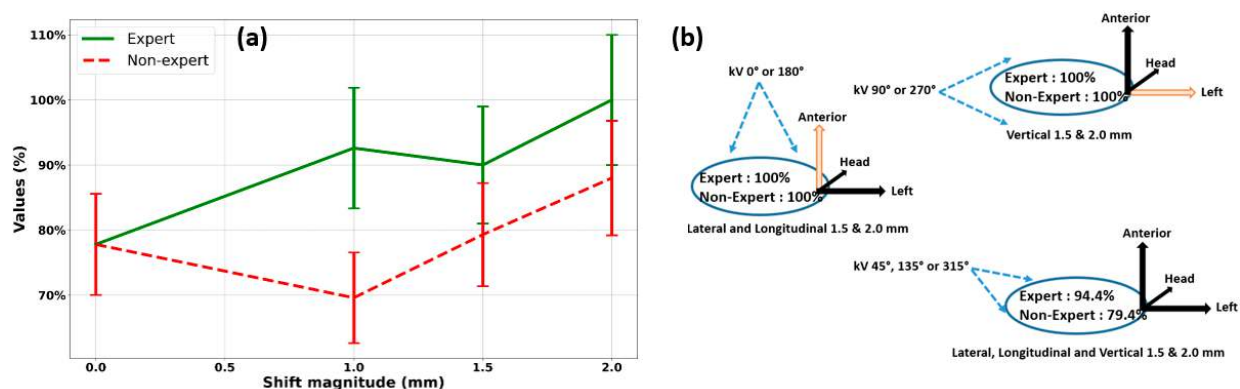 (a)
Expert
Non-expert
110%
100%
90%
80%
70%
Values (%)
0.0 0.5 1.0 1.5 2.0
Shift magnitude (mm)
(b)
kV 0° or 180°
Anterior
Head
Expert : 100%
Non-Expert : 100%
Left
Lateral and Longitudinal 1.5 & 2.0 mm
Anterior
Head
kV 90° or 270°
Expert : 100%
Non-Expert : 100%
Left
Vertical 1.5 & 2.0 mm
Anterior
kV 45°, 135° or 315°
Head
Expert : 94.4%
Non-Expert : 79.4%
Left
Lateral, Longitudinal and Vertical 1.5 & 2.0 mm